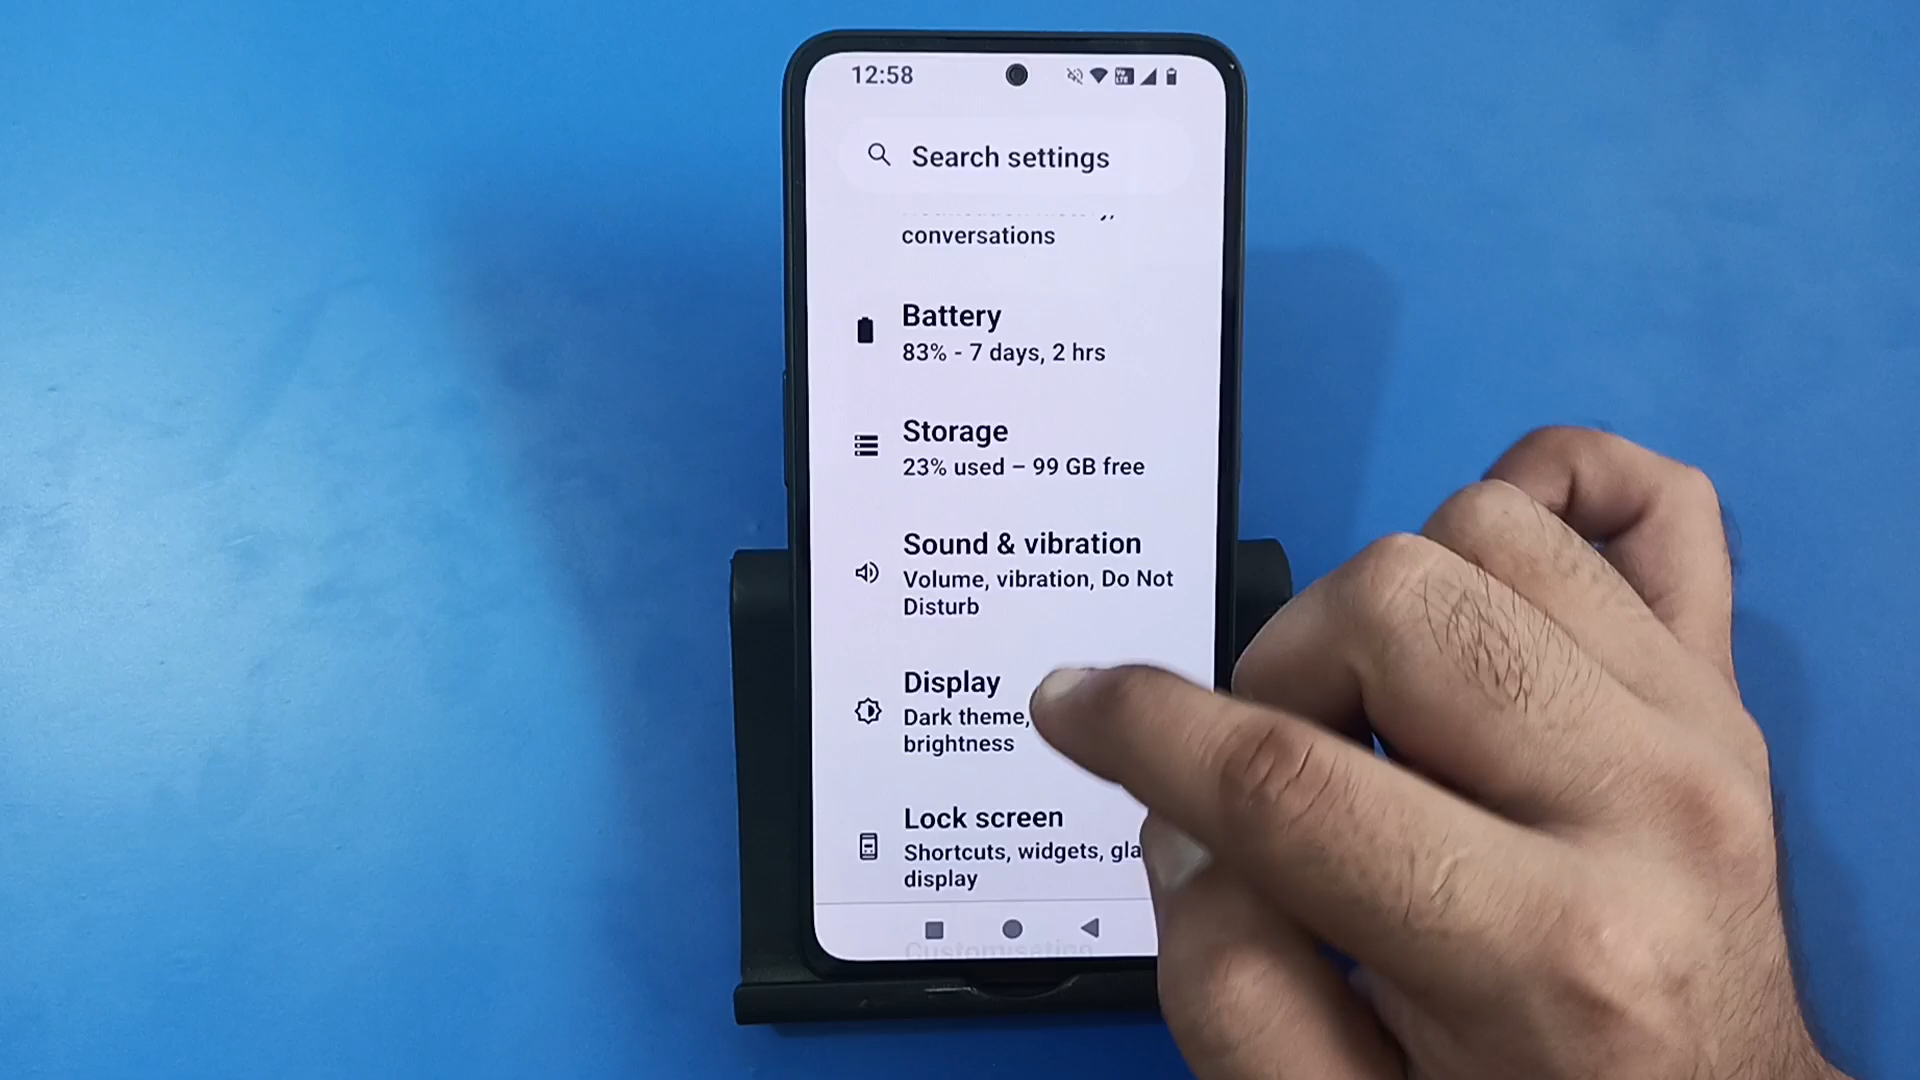 12:58
Search settings
conversations
Battery
83% - 7 days, 2 hrs
Storage
23% used – 99 GB free
Sound & vibration
Volume, vibration, Do Not
Disturb
Display
Dark theme,
brightness
Lock screen
Shortcuts, widgets, gla
display
Customisation